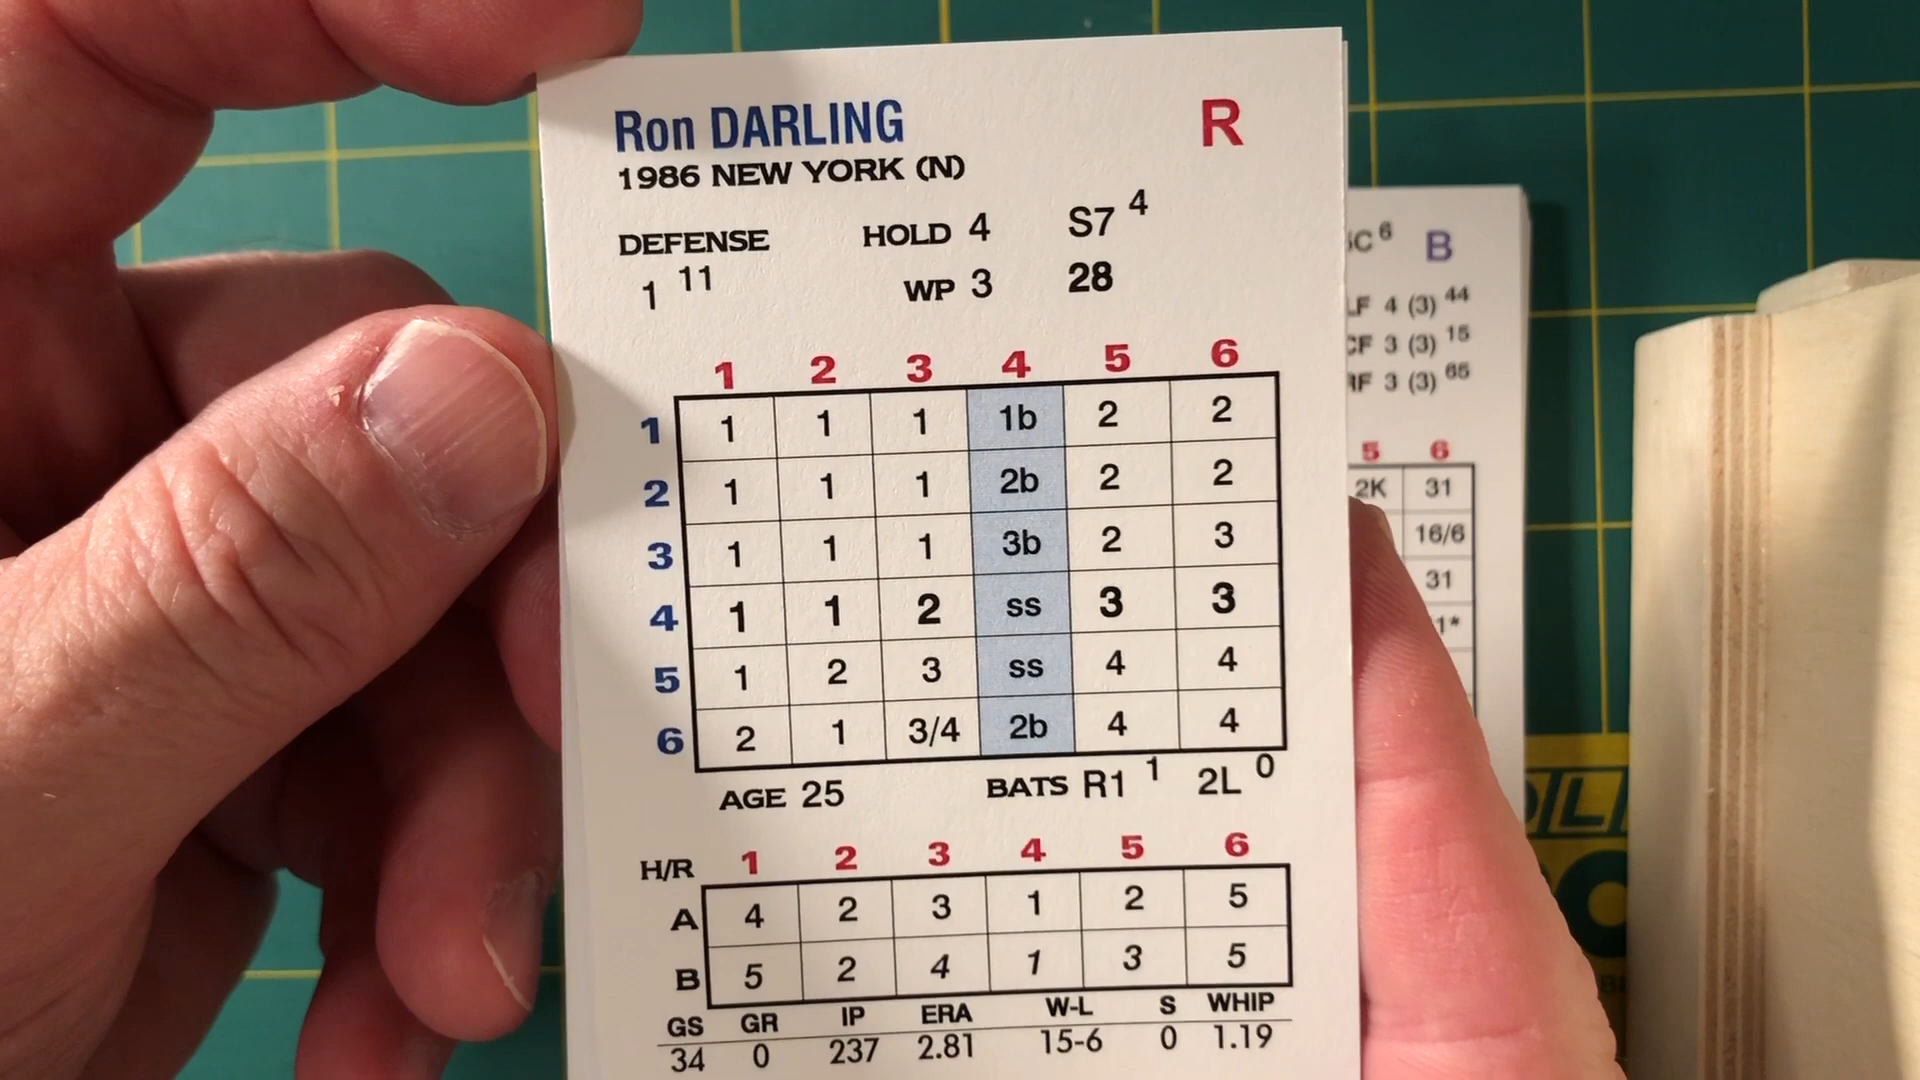 Ron DARLING R
1986 NEW YORK (N)
DEFENSE HOLD 4 S7 4
1 11 WP 3 28
1 2 3 4 5 6
1 1 1 1 1b 2 2
2 1 1 1 2b 2 2
3 1 1 1 3b 2 3
4 1 1 2 ss 3 3
5 1 2 3 ss 4 4
6 2 1 3/4 2b 4 4
AGE 25 BATS R1 1 2L 0
H/R 1 2 3 4 5 6
A 4 2 3 1 2 5
B 5 2 4 1 3 5
GS GR IP ERA W-L S WHIP
34 0 237 2.81 15-6 0 1.19
C 6 B
LF 4 (3) 44
CF 3 (3) 15
RF 3 (3) 65
5 6
2K 31
16/6
31
1*